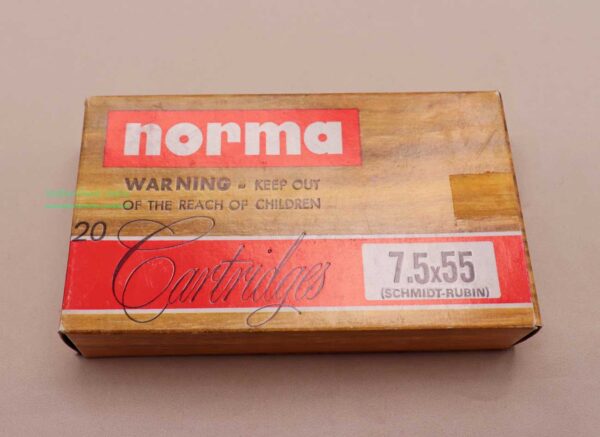 norma
WARNING - KEEP OUT
OF THE REACH OF CHILDREN
20
Cartridges
7.5x55
(SCHMIDT-RUBIN)